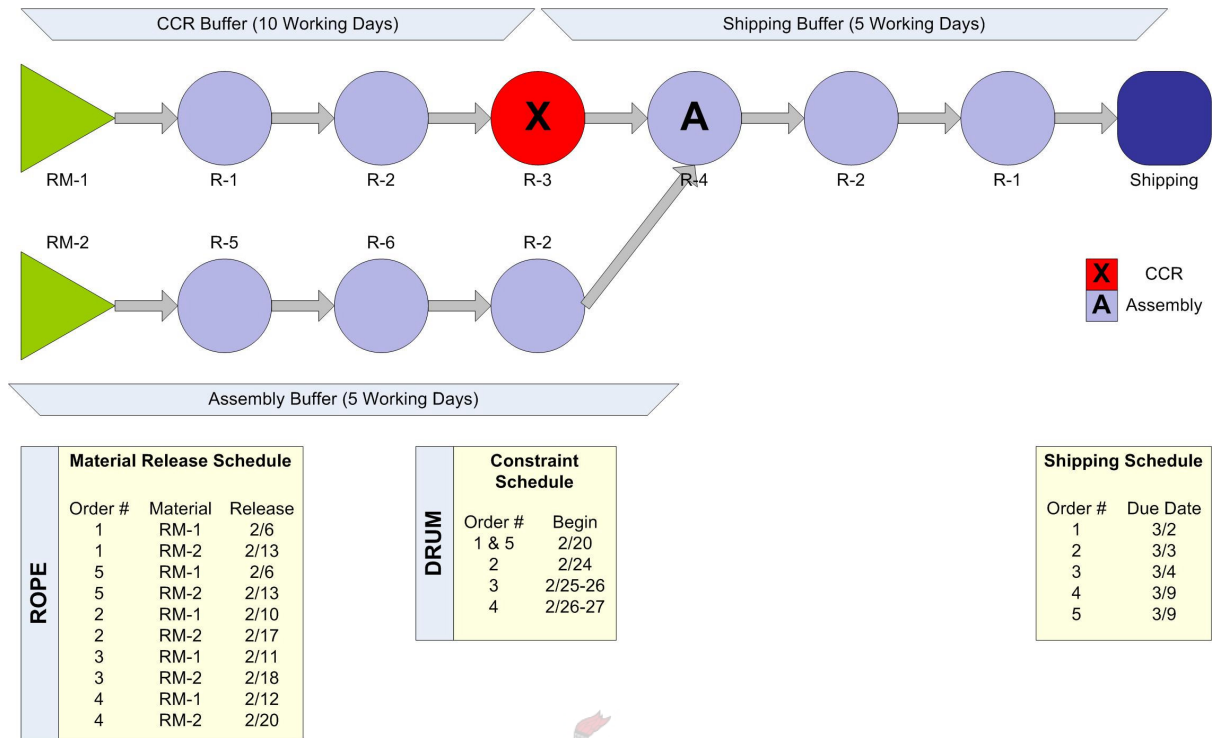 CCR Buffer (10 Working Days)
Shipping Buffer (5 Working Days)
X
A
RM-1
R-1
R-2
R-3
R-4
R-2
R-1
Shipping
RM-2
R-5
R-6
R-2
X CCR
A Assembly
Assembly Buffer (5 Working Days)
ROPE
Material Release Schedule
Order # Material Release
1 RM-1 2/6
1 RM-2 2/13
5 RM-1 2/6
5 RM-2 2/13
2 RM-1 2/10
2 RM-2 2/17
3 RM-1 2/11
3 RM-2 2/18
4 RM-1 2/12
4 RM-2 2/20
DRUM
Constraint
Schedule
Order # Begin
1 & 5 2/20
2 2/24
3 2/25-26
4 2/26-27
Shipping Schedule
Order # Due Date
1 3/2
2 3/3
3 3/4
4 3/9
5 3/9